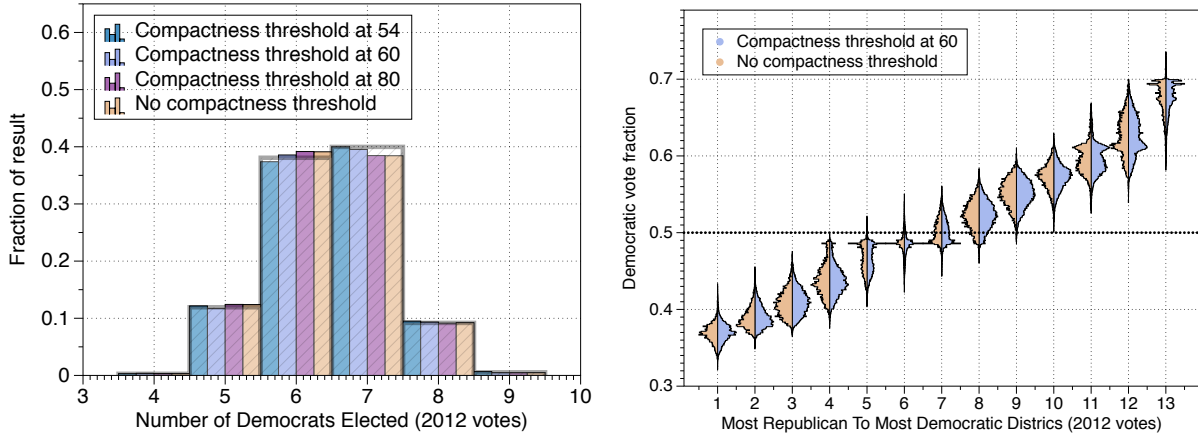 0.6
0.5
0.4
0.3
0.2
0.1
0
Fraction of result
Compactness threshold at 54
Compactness threshold at 60
Compactness threshold at 80
No compactness threshold
3 4 5 6 7 8 9 10
Number of Democrats Elected (2012 votes)
0.7
0.6
0.5
0.4
0.3
Democratic vote fraction
Compactness threshold at 60
No compactness threshold
1 2 3 4 5 6 7 8 9 10 11 12 13
Most Republican To Most Democratic Districs (2012 votes)